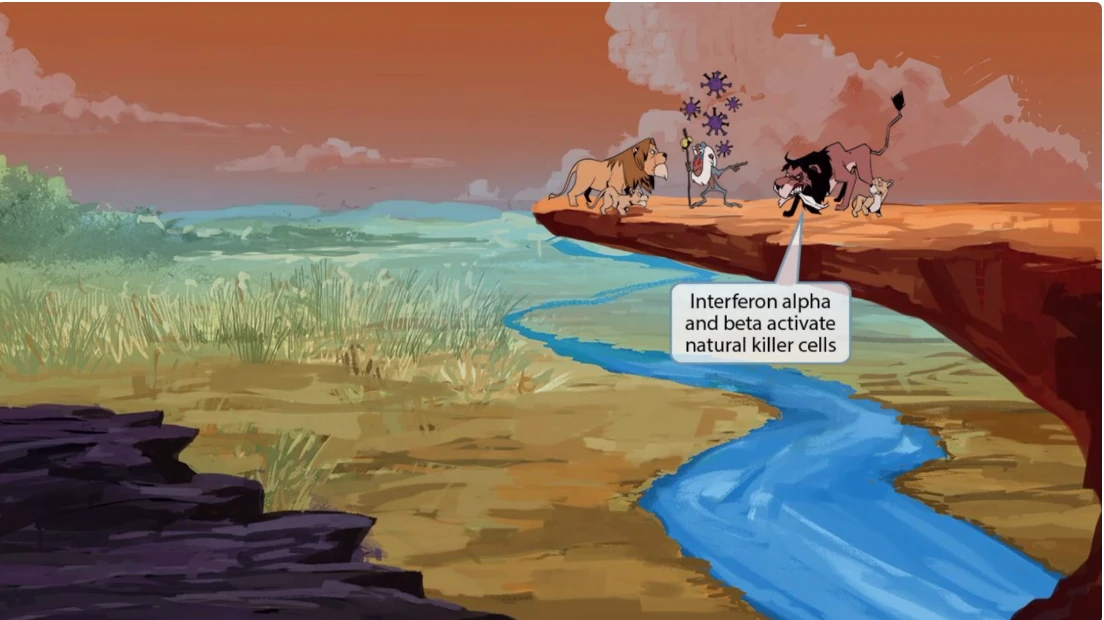 Interferon alpha
and beta activate
natural killer cells